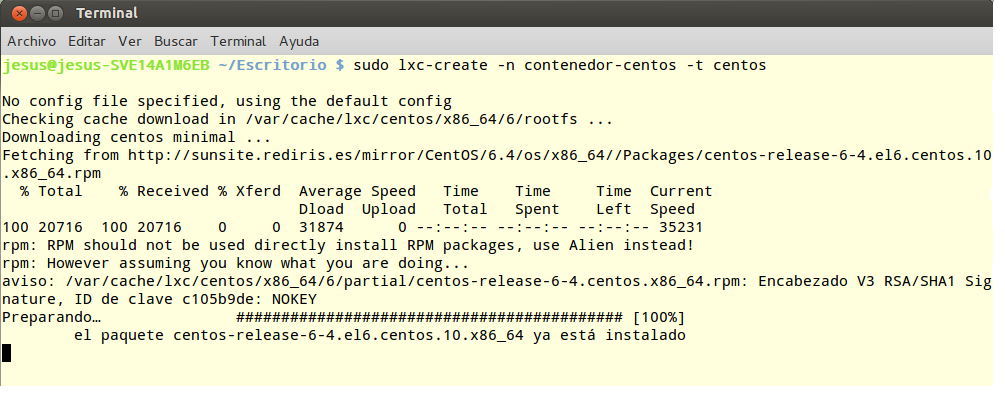 Terminal
Archivo Editar Ver Buscar Terminal Ayuda
jesus@jesus-SVE14A1M6EB ~/Escritorio $ sudo lxc-create -n contenedor-centos -t centos
No config file specified, using the default config
Checking cache download in /var/cache/lxc/centos/x86_64/6/rootfs ...
Downloading centos minimal ...
Fetching from http://sunsite.rediris.es/mirror/CentOS/6.4/os/x86_64//Packages/centos-release-6-4.el6.centos.10
.x86_64.rpm
  % Total    % Received % Xferd  Average Speed   Time    Time     Time  Current
                                 Dload  Upload   Total   Spent    Left  Speed
100 20716  100 20716    0     0  31874      0 --:--:-- --:--:-- --:--:-- 35231
rpm: RPM should not be used directly install RPM packages, use Alien instead!
rpm: However assuming you know what you are doing...
aviso: /var/cache/lxc/centos/x86_64/6/partial/centos-release-6-4.centos.x86_64.rpm: Encabezado V3 RSA/SHA1 Sig
nature, ID de clave c105b9de: NOKEY
Preparando…               ########################################### [100%]
        el paquete centos-release-6-4.el6.centos.10.x86_64 ya está instalado